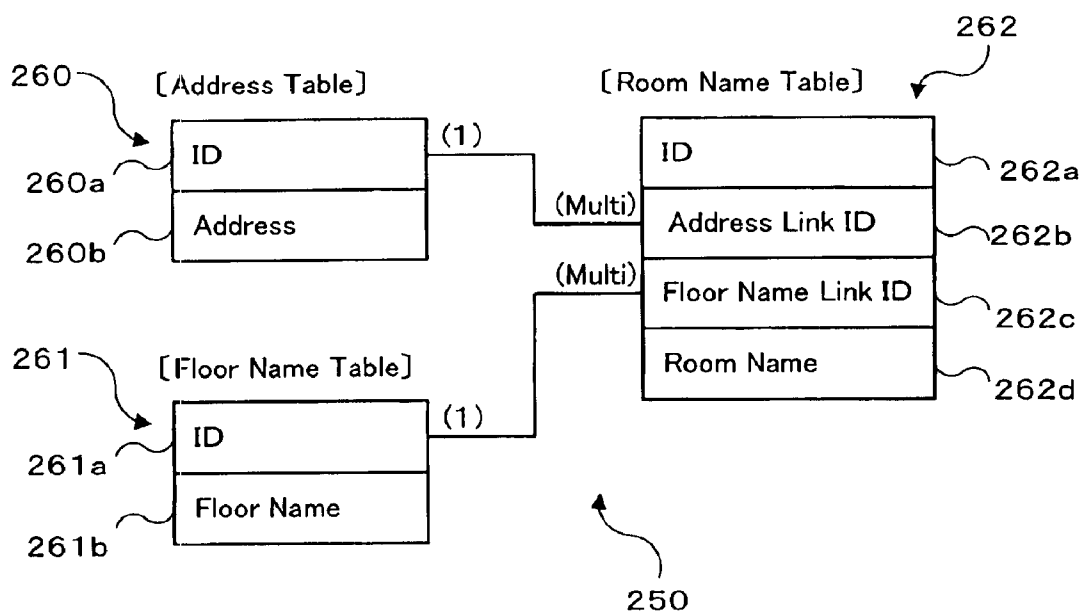 260
[Address Table]
ID
260a
Address
260b
(1)
(Multi)
262
[Room Name Table]
ID
262a
Address Link ID
262b
Floor Name Link ID
262c
Room Name
262d
(Multi)
261
[Floor Name Table]
ID
261a
Floor Name
261b
(1)
250